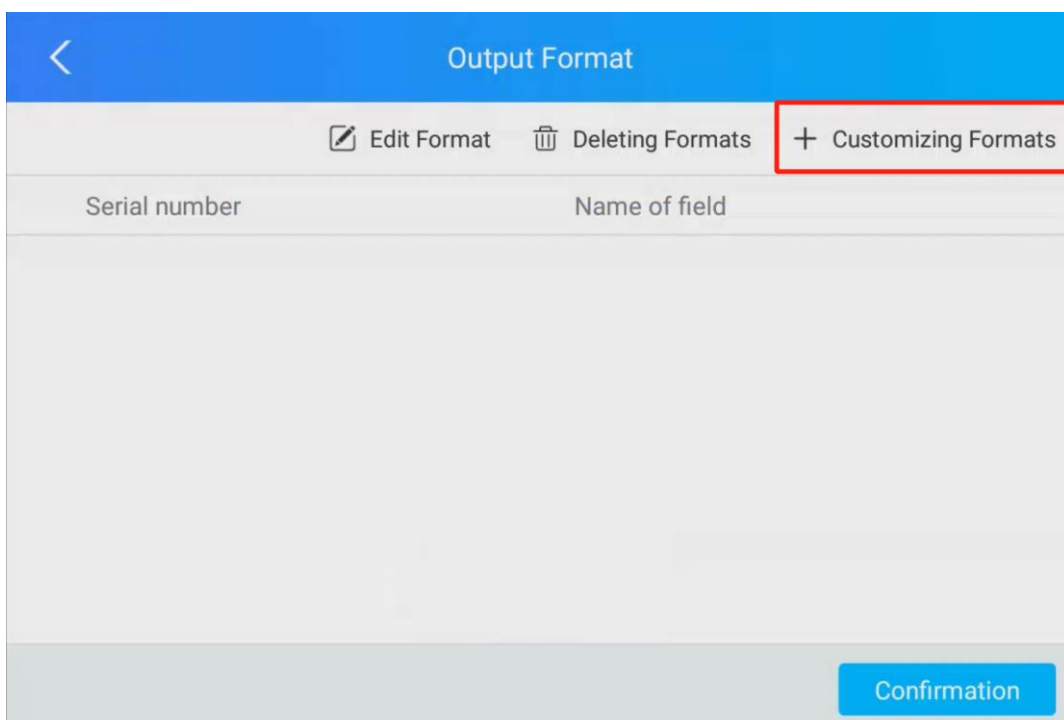 Output Format
Edit Format Deleting Formats + Customizing Formats
Serial number Name of field
Confirmation